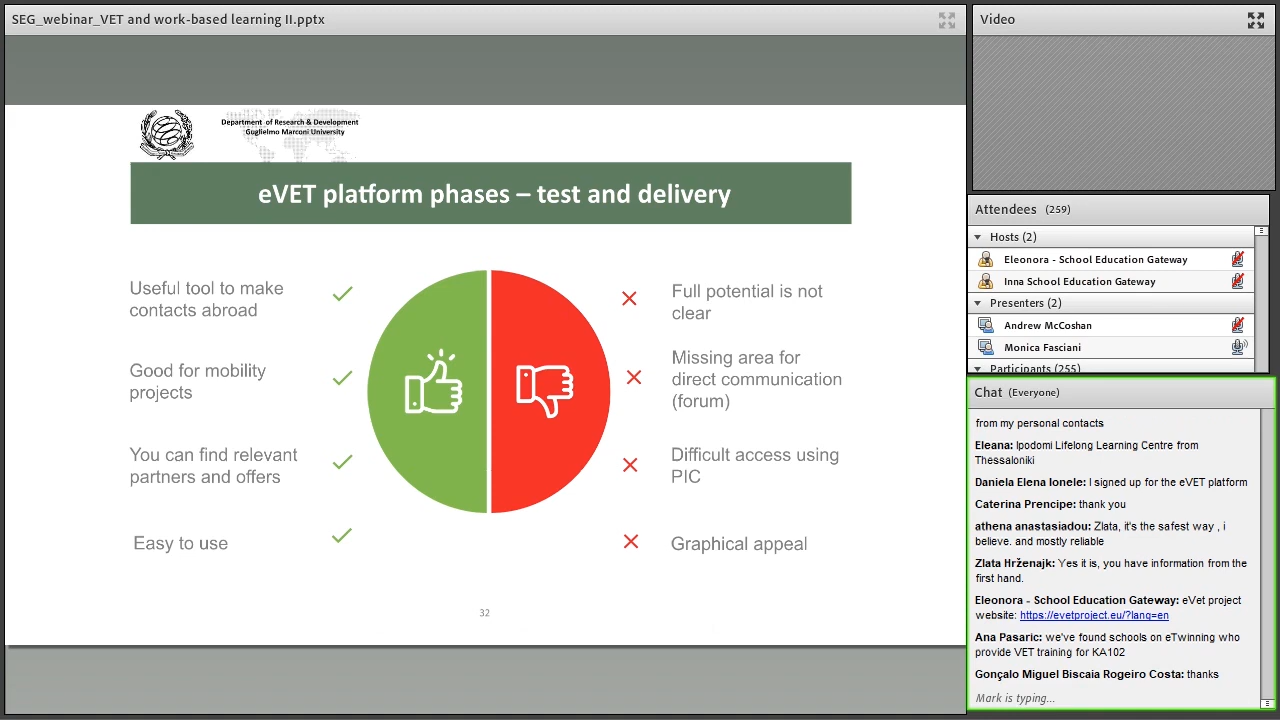 SEG_webinar_VET and work-based learning II.pptx
Department of Research & Development
Guglielmo Marconi University
eVET platform phases – test and delivery
Useful tool to make
contacts abroad
Good for mobility
projects
You can find relevant
partners and offers
Easy to use
Full potential is not
clear
Missing area for
direct communication
(forum)
Difficult access using
PIC
Graphical appeal
32
Video
Attendees (259)
Hosts (2)
Eleonora - School Education Gateway
Inna School Education Gateway
Presenters (2)
Andrew McCoshan
Monica Fasciani
Participants (255)
Chat (Everyone)
from my personal contacts
Eleana: Ipodomi Lifelong Learning Centre from
Thessaloniki
Daniela Elena Ionele: I signed up for the eVET platform
Caterina Prencipe: thank you
athena anastasiadou: Zlata, it's the safest way , i
believe. and mostly reliable
Zlata Hrženajk: Yes it is, you have information from the
first hand.
Eleonora - School Education Gateway: eVet project
website: https://evetproject.eu/?lang=en
Ana Pasaric: we've found schools on eTwinning who
provide VET training for KA102
Gonçalo Miguel Biscaia Rogeiro Costa: thanks
Mark is typing...